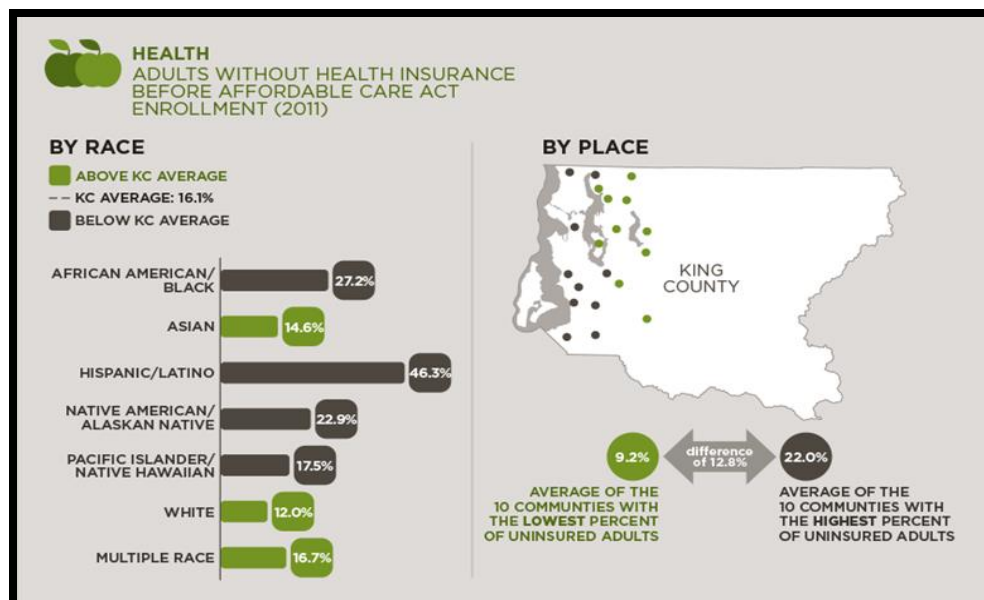 HEALTH
ADULTS WITHOUT HEALTH INSURANCE
BEFORE AFFORDABLE CARE ACT
ENROLLMENT (2011)
BY RACE
ABOVE KC AVERAGE
KC AVERAGE: 16.1%
BELOW KC AVERAGE
AFRICAN AMERICAN/
BLACK
27.2%
ASIAN
14.6%
HISPANIC/LATINO
46.3%
NATIVE AMERICAN/
ALASKAN NATIVE
22.9%
PACIFIC ISLANDER/
NATIVE HAWAIIAN
17.5%
WHITE
12.0%
MULTIPLE RACE
16.7%
BY PLACE
KING
COUNTY
9.2%
difference
of 12.8%
22.0%
AVERAGE OF THE
10 COMMUNTIES WITH
THE LOWEST PERCENT
OF UNINSURED ADULTS
AVERAGE OF THE
10 COMMUNTIES WITH
THE HIGHEST PERCENT
OF UNINSURED ADULTS